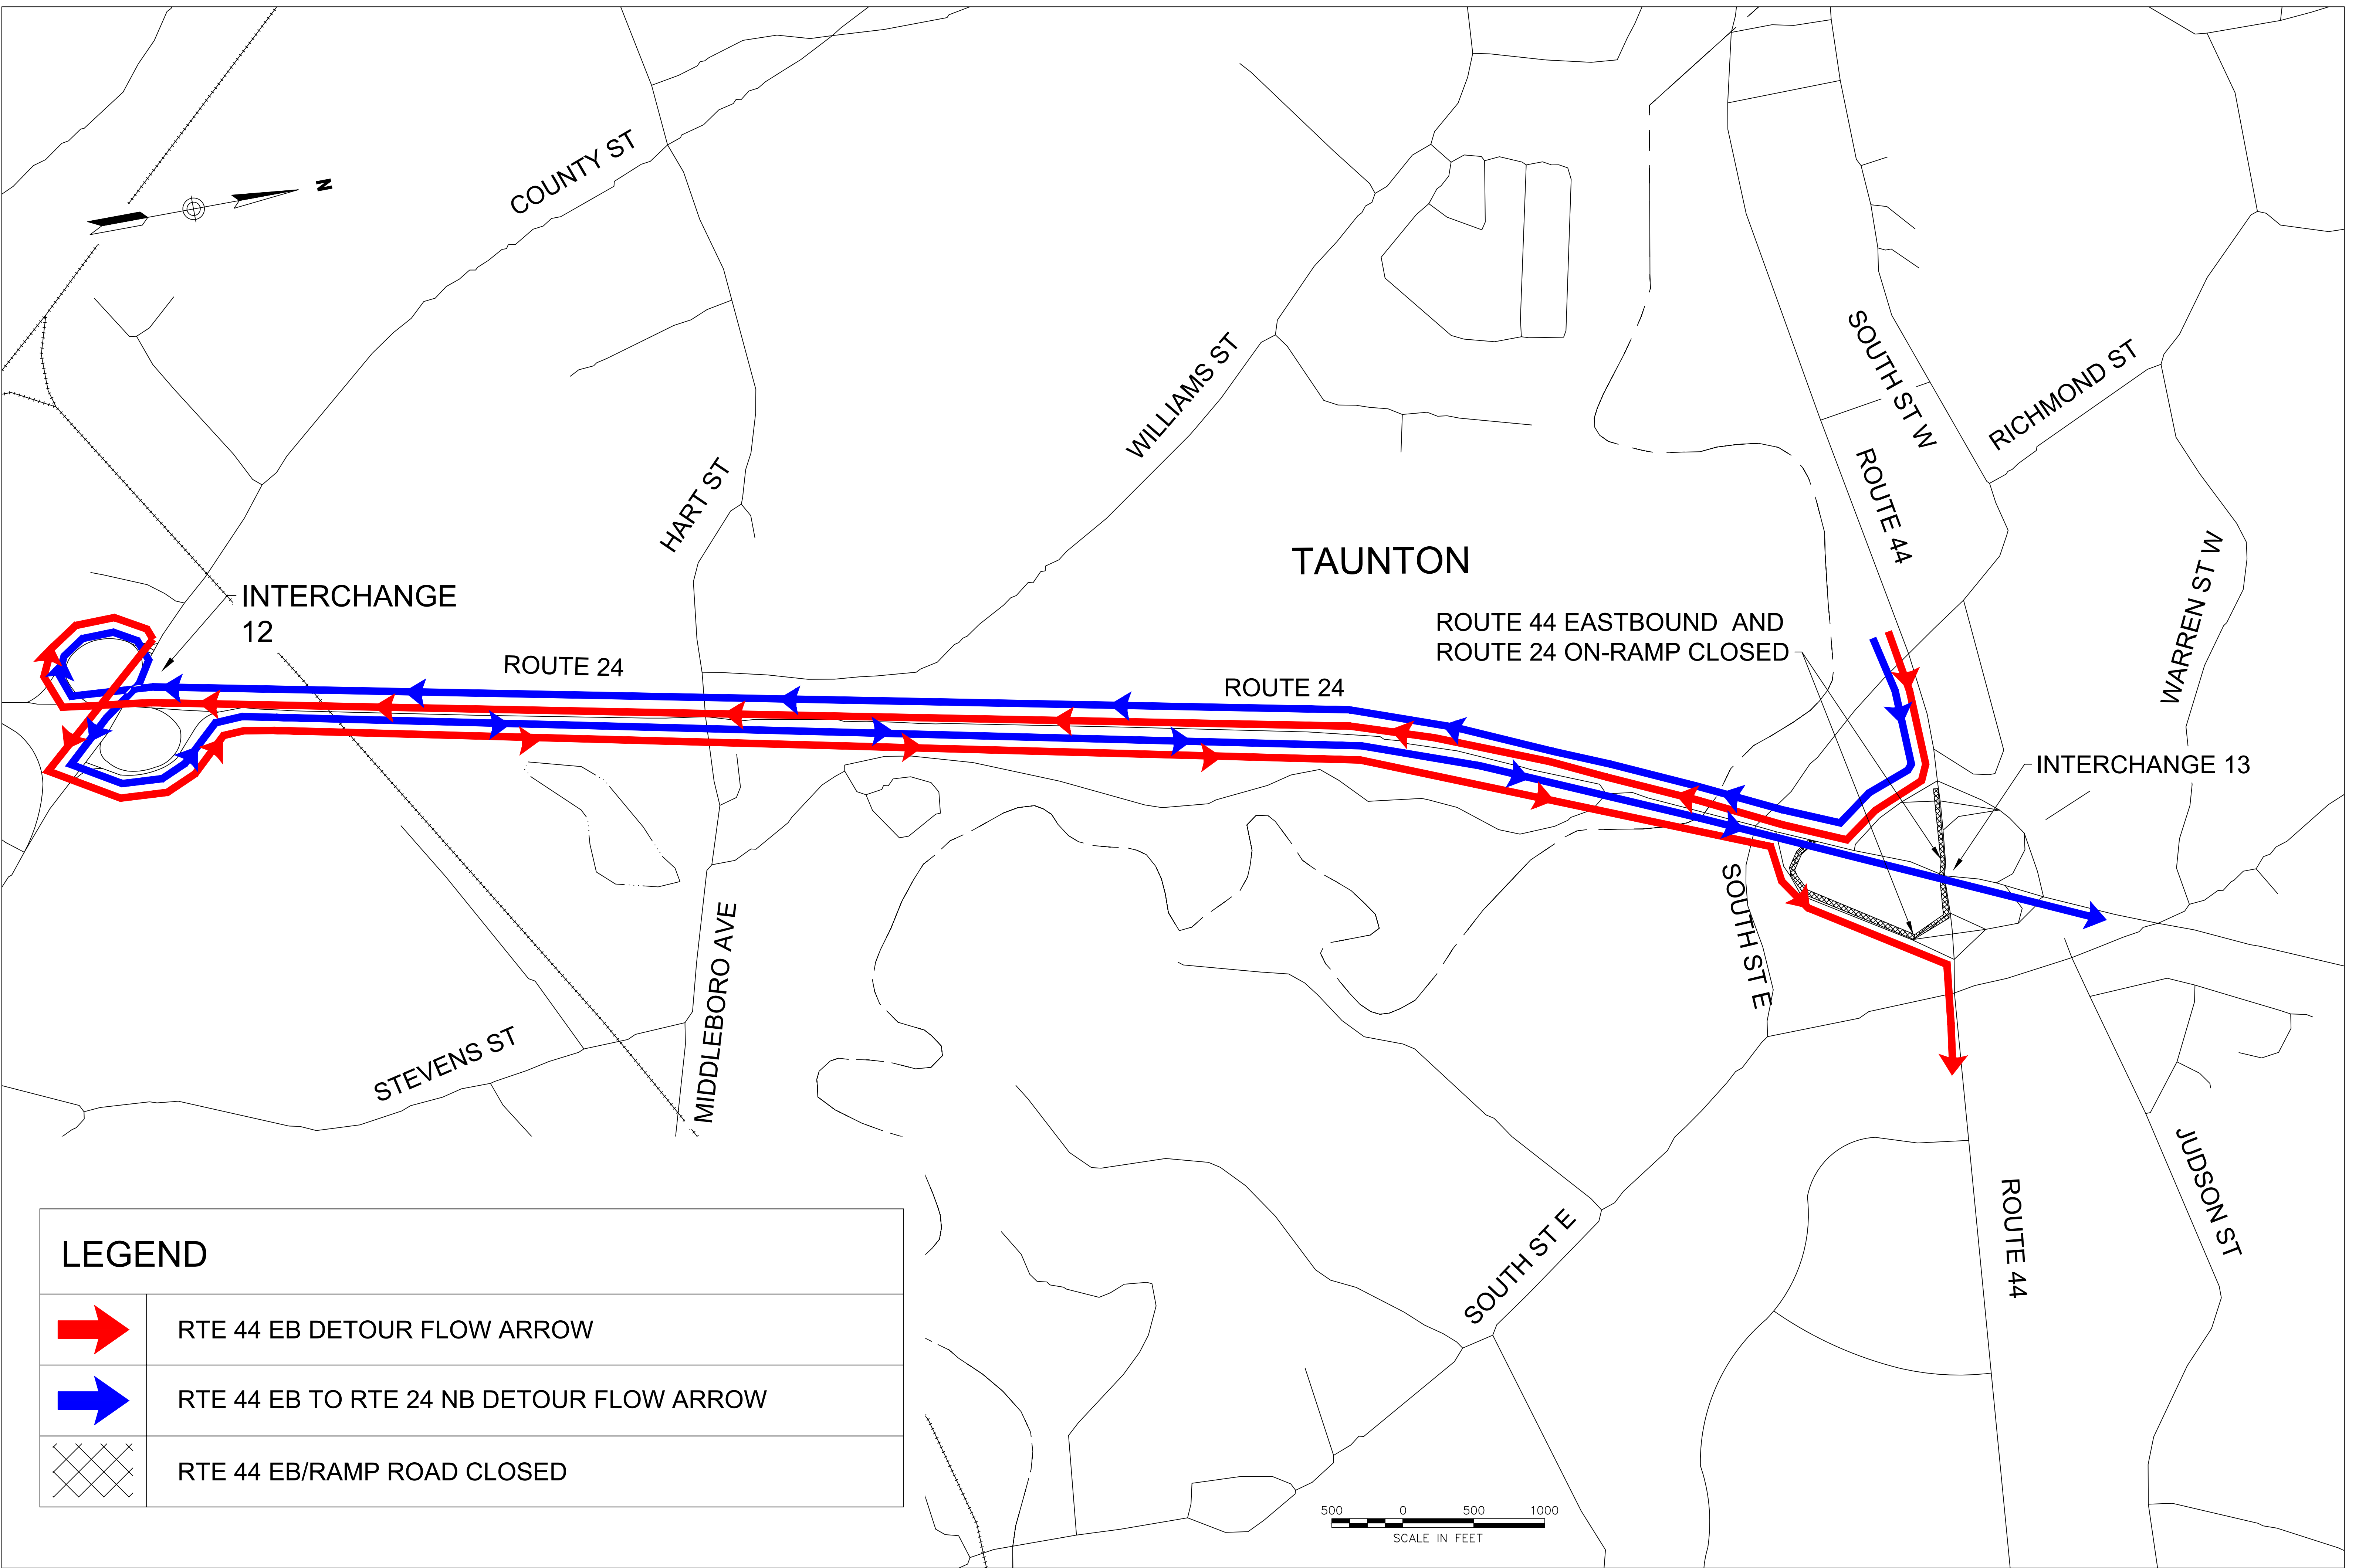 N
COUNTY ST
SOUTH ST W
RICHMOND ST
WILLIAMS ST
HART ST
ROUTE 44
TAUNTON
WARREN ST W
INTERCHANGE
12
ROUTE 44 EASTBOUND AND
ROUTE 24 ON-RAMP CLOSED
ROUTE 24
ROUTE 24
INTERCHANGE 13
SOUTH ST E
MIDDLEBORO AVE
STEVENS ST
JUDSON ST
ROUTE 44
SOUTH ST E
LEGEND
RTE 44 EB DETOUR FLOW ARROW
RTE 44 EB TO RTE 24 NB DETOUR FLOW ARROW
RTE 44 EB/RAMP ROAD CLOSED
500 0 500 1000
SCALE IN FEET